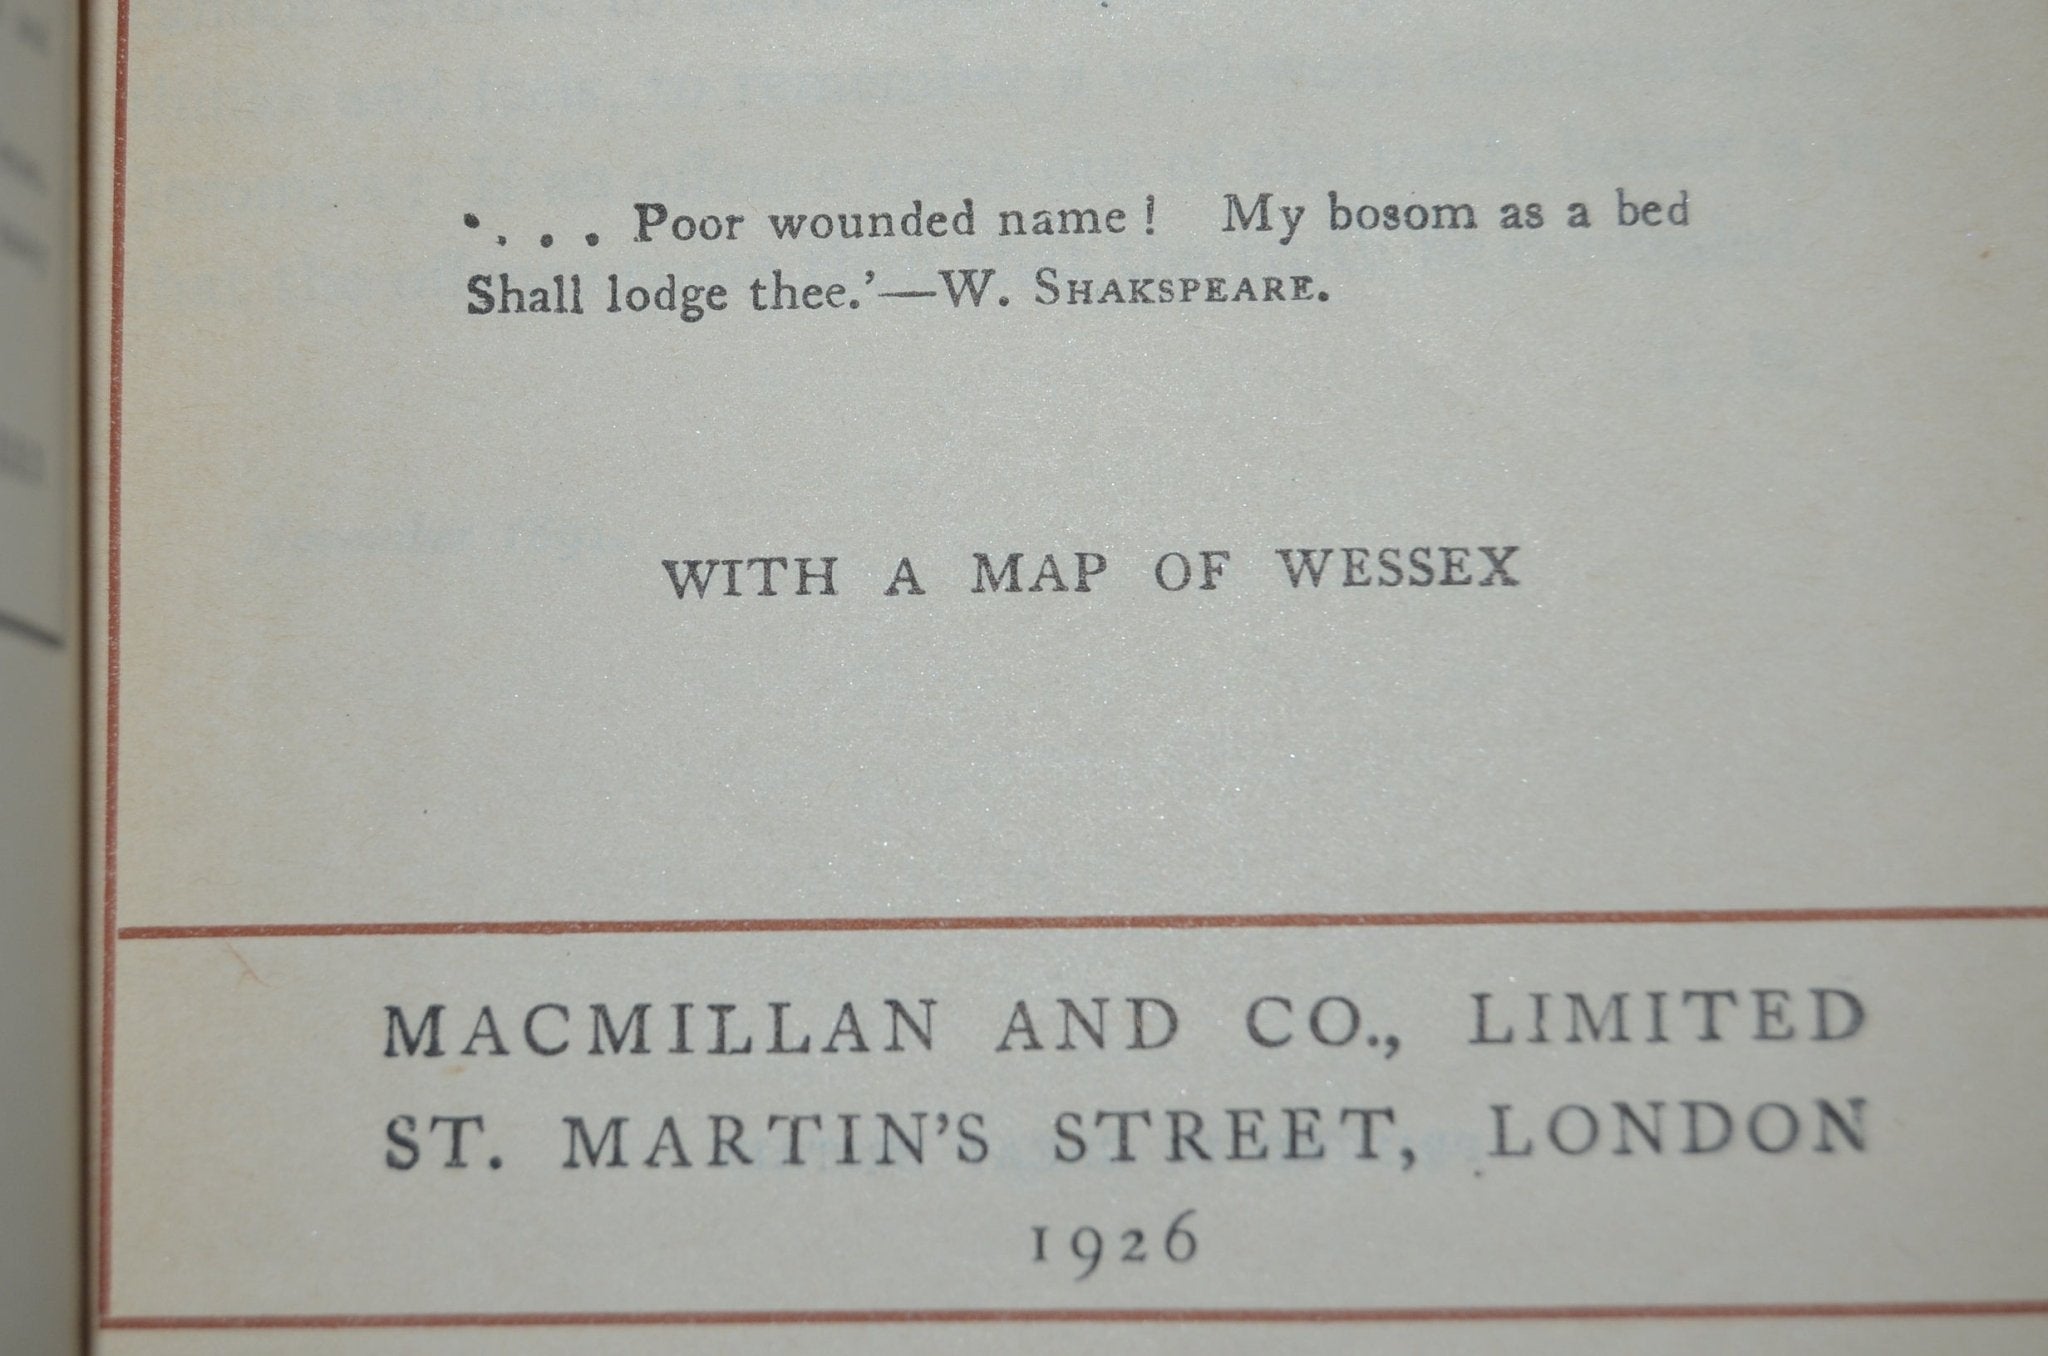 ‘. . . Poor wounded name! My bosom as a bed
Shall lodge thee.’—W. SHAKSPEARE.
WITH A MAP OF WESSEX
MACMILLAN AND CO., LIMITED
ST. MARTIN’S STREET, LONDON
1926